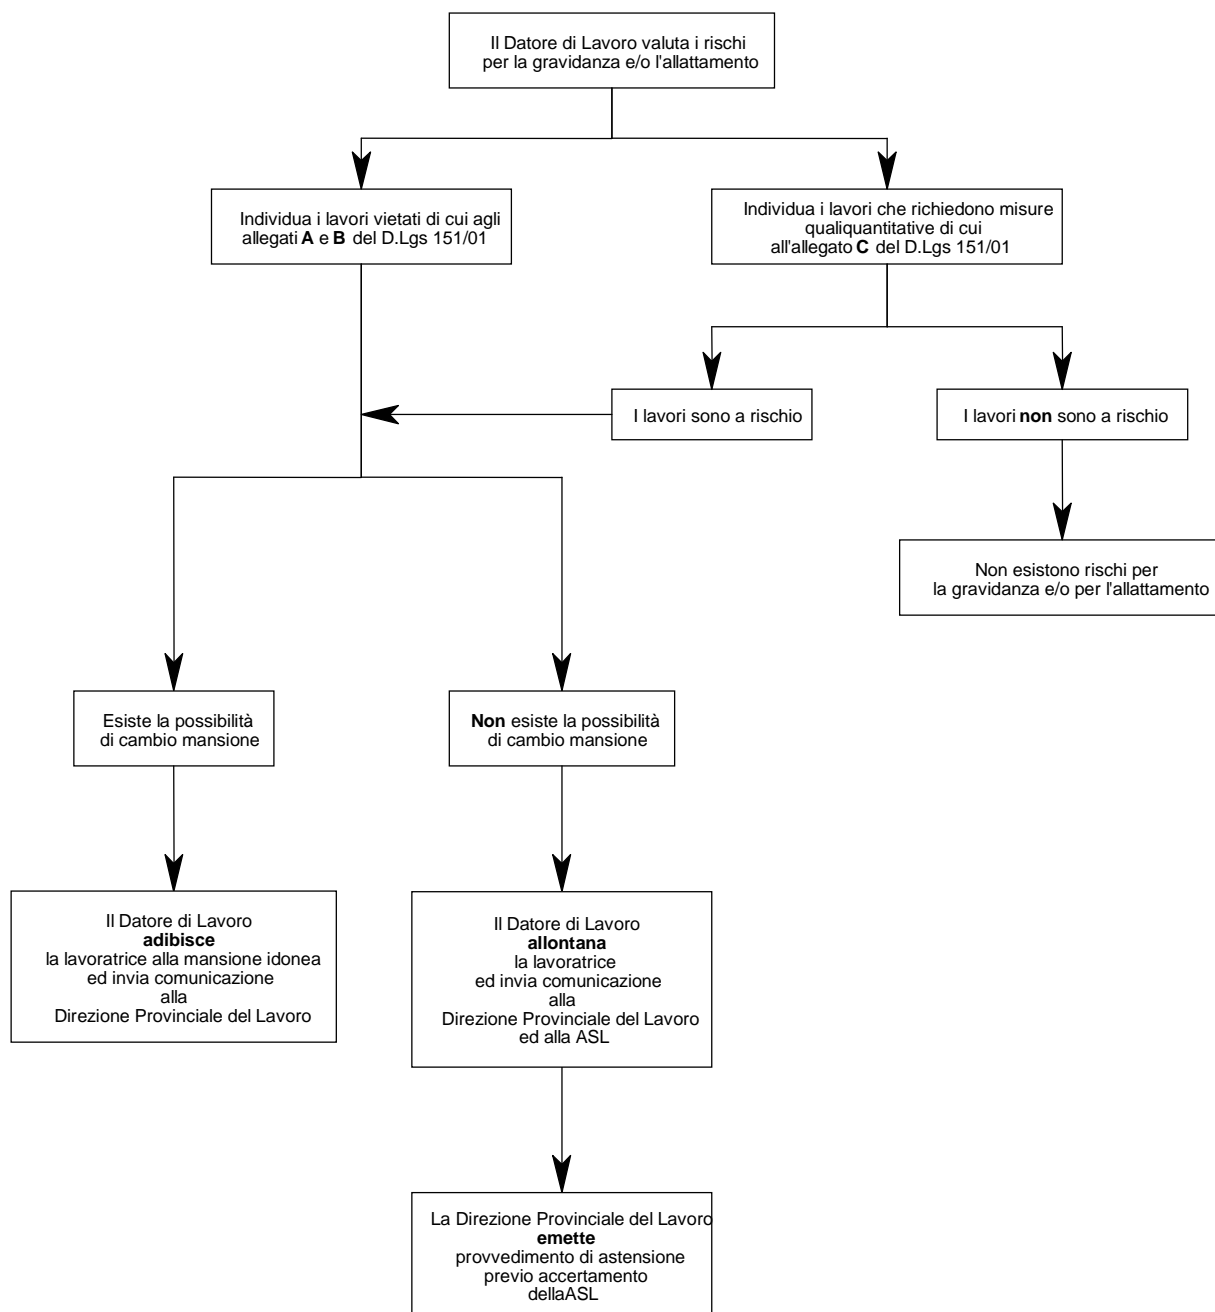 Il Datore di Lavoro valuta i rischi
per la gravidanza e/o l'allattamento
Individua i lavori vietati di cui agli
allegati A e B del D.Lgs 151/01
Individua i lavori che richiedono misure
qualiquantitative di cui
all'allegato C del D.Lgs 151/01
I lavori sono a rischio
I lavori non sono a rischio
Non esistono rischi per
la gravidanza e/o per l'allattamento
Esiste la possibilità
di cambio mansione
Non esiste la possibilità
di cambio mansione
Il Datore di Lavoro
adibisce
la lavoratrice alla mansione idonea
ed invia comunicazione
alla
Direzione Provinciale del Lavoro
Il Datore di Lavoro
allontana
la lavoratrice
ed invia comunicazione
alla
Direzione Provinciale del Lavoro
ed alla ASL
La Direzione Provinciale del Lavoro
emette
provvedimento di astensione
previo accertamento
dellaASL